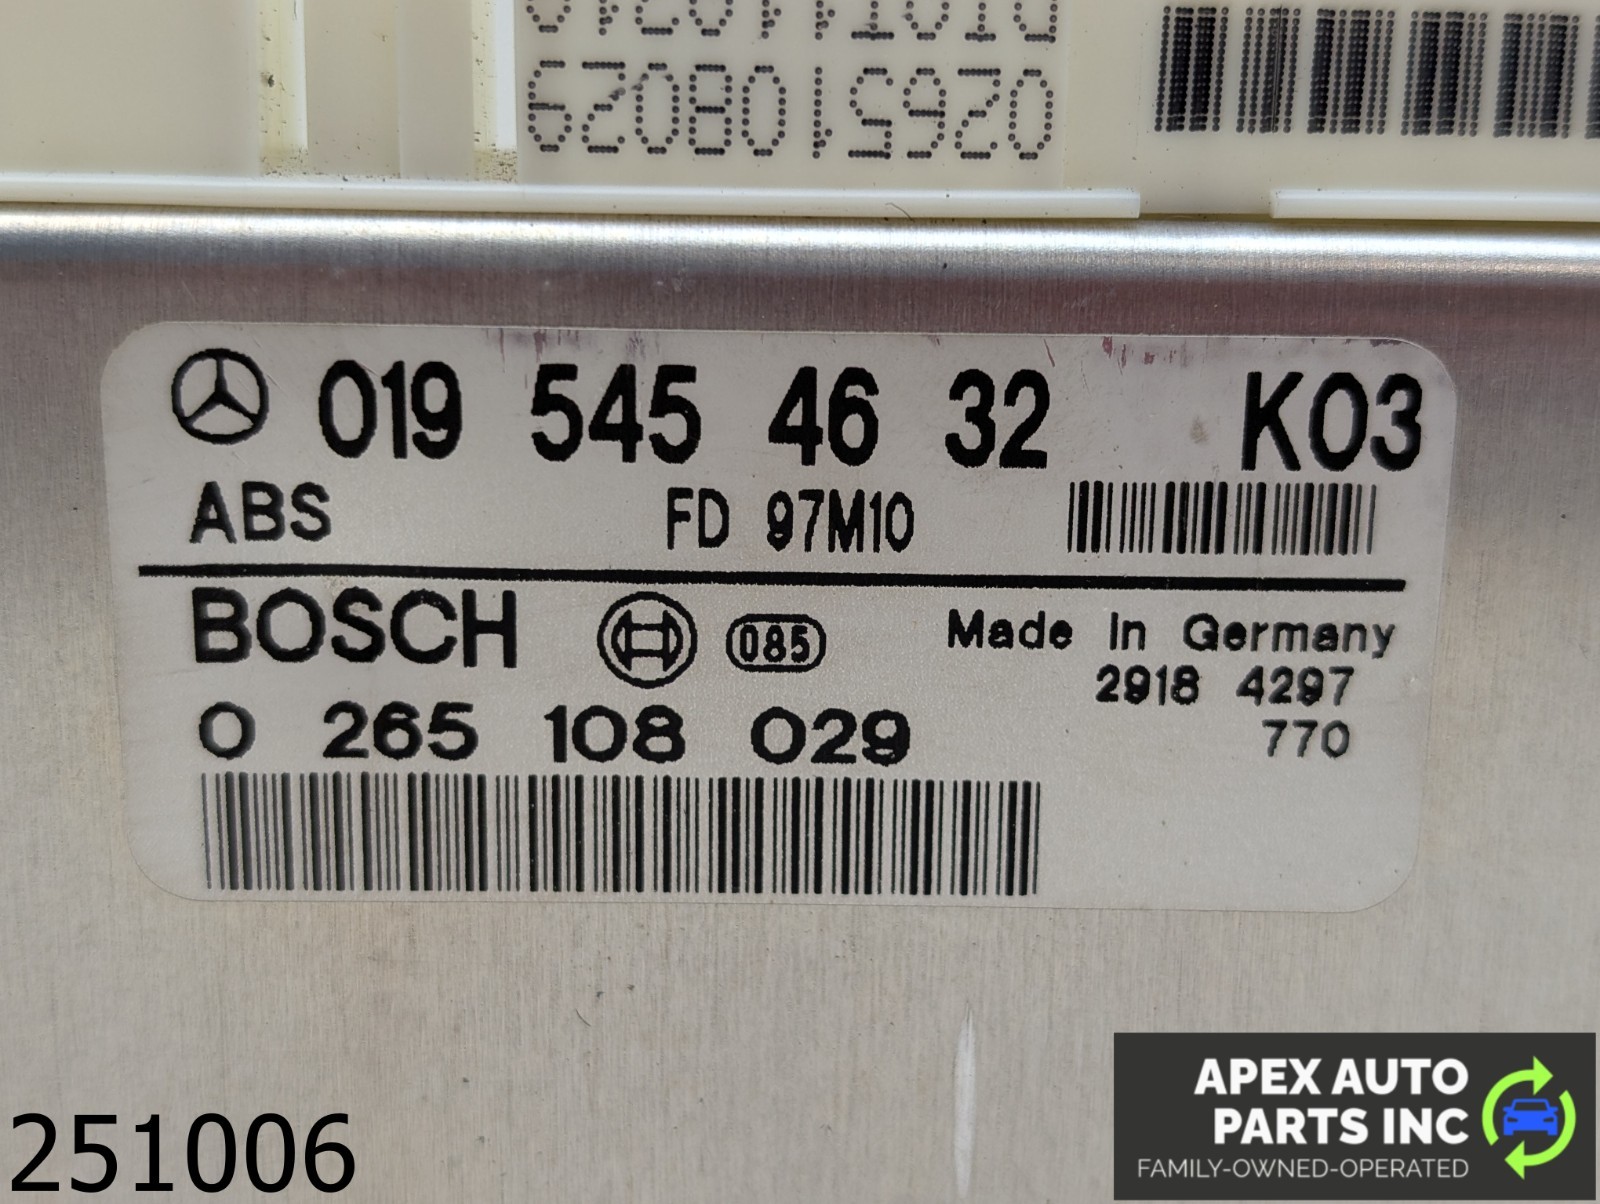 0265108029
019 545 46 32 K03
ABS FD 97M10
BOSCH 085 Made in Germany
2918 4297
0 265 108 029 770
251006
APEX AUTO
PARTS INC
FAMILY-OWNED-OPERATED